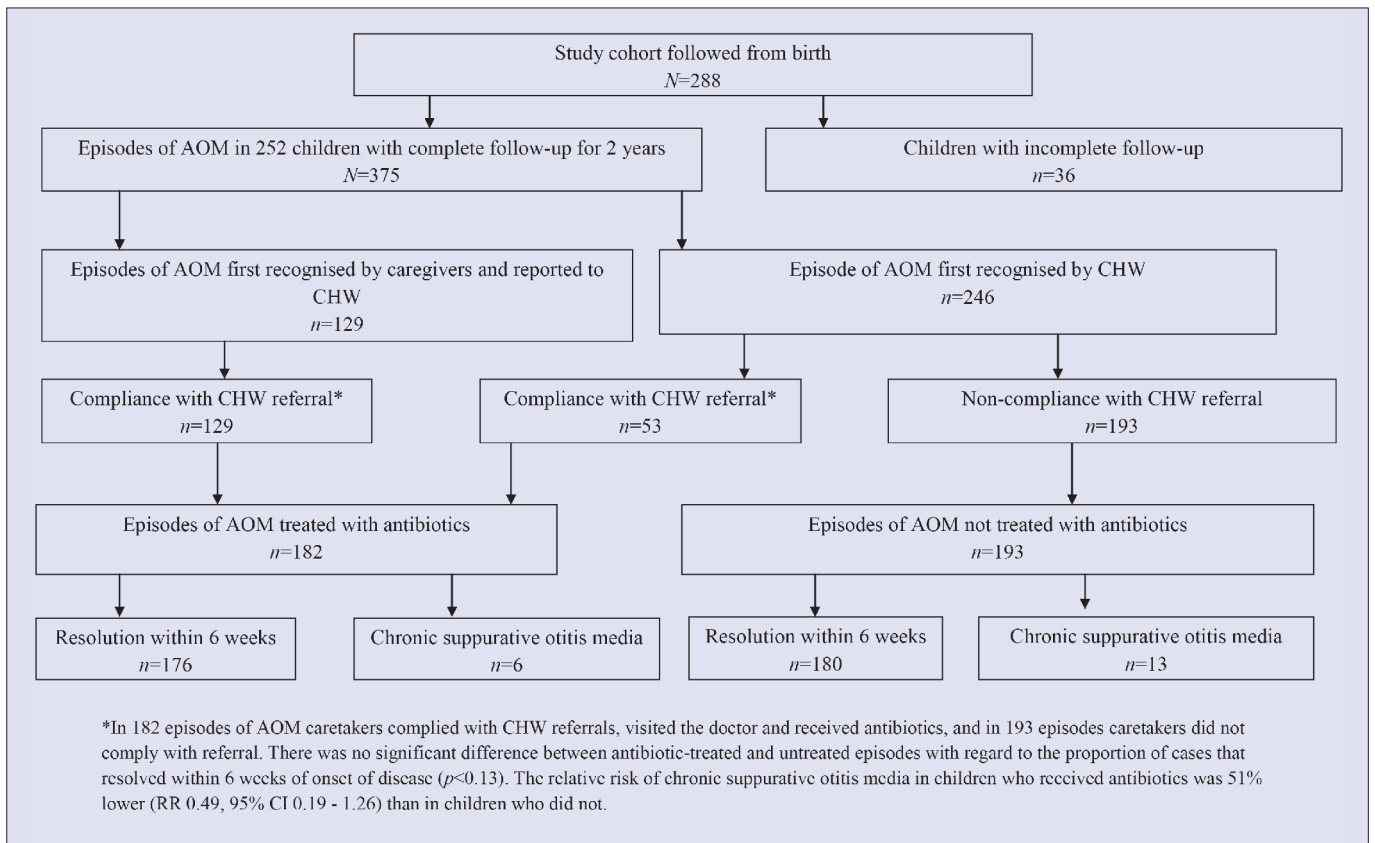 Study cohort followed from birth
N=288
Episodes of AOM in 252 children with complete follow-up for 2 years
N=375
Children with incomplete follow-up
n=36
Episodes of AOM first recognised by caregivers and reported to
CHW
n=129
Episode of AOM first recognised by CHW
n=246
Compliance with CHW referral*
n=129
Compliance with CHW referral*
n=53
Non-compliance with CHW referral
n=193
Episodes of AOM treated with antibiotics
n=182
Episodes of AOM not treated with antibiotics
n=193
Resolution within 6 weeks
n=176
Chronic suppurative otitis media
n=6
Resolution within 6 weeks
n=180
Chronic suppurative otitis media
n=13
*In 182 episodes of AOM caretakers complied with CHW referrals, visited the doctor and received antibiotics, and in 193 episodes caretakers did not
comply with referral. There was no significant difference between antibiotic-treated and untreated episodes with regard to the proportion of cases that
resolved within 6 weeks of onset of disease (p<0.13). The relative risk of chronic suppurative otitis media in children who received antibiotics was 51%
lower (RR 0.49, 95% CI 0.19 - 1.26) than in children who did not.